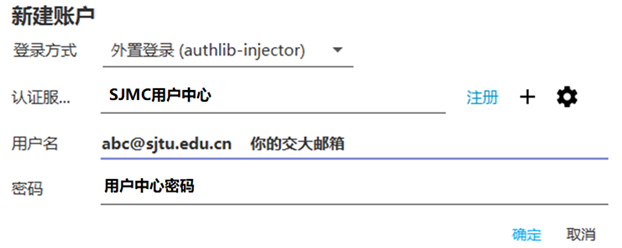 新建账户
登录方式 外置登录 (authlib-injector)
认证服... SJMC用户中心 注册
用户名 abc@sjtu.edu.cn 你的交大邮箱
密码 用户中心密码
确定 取消